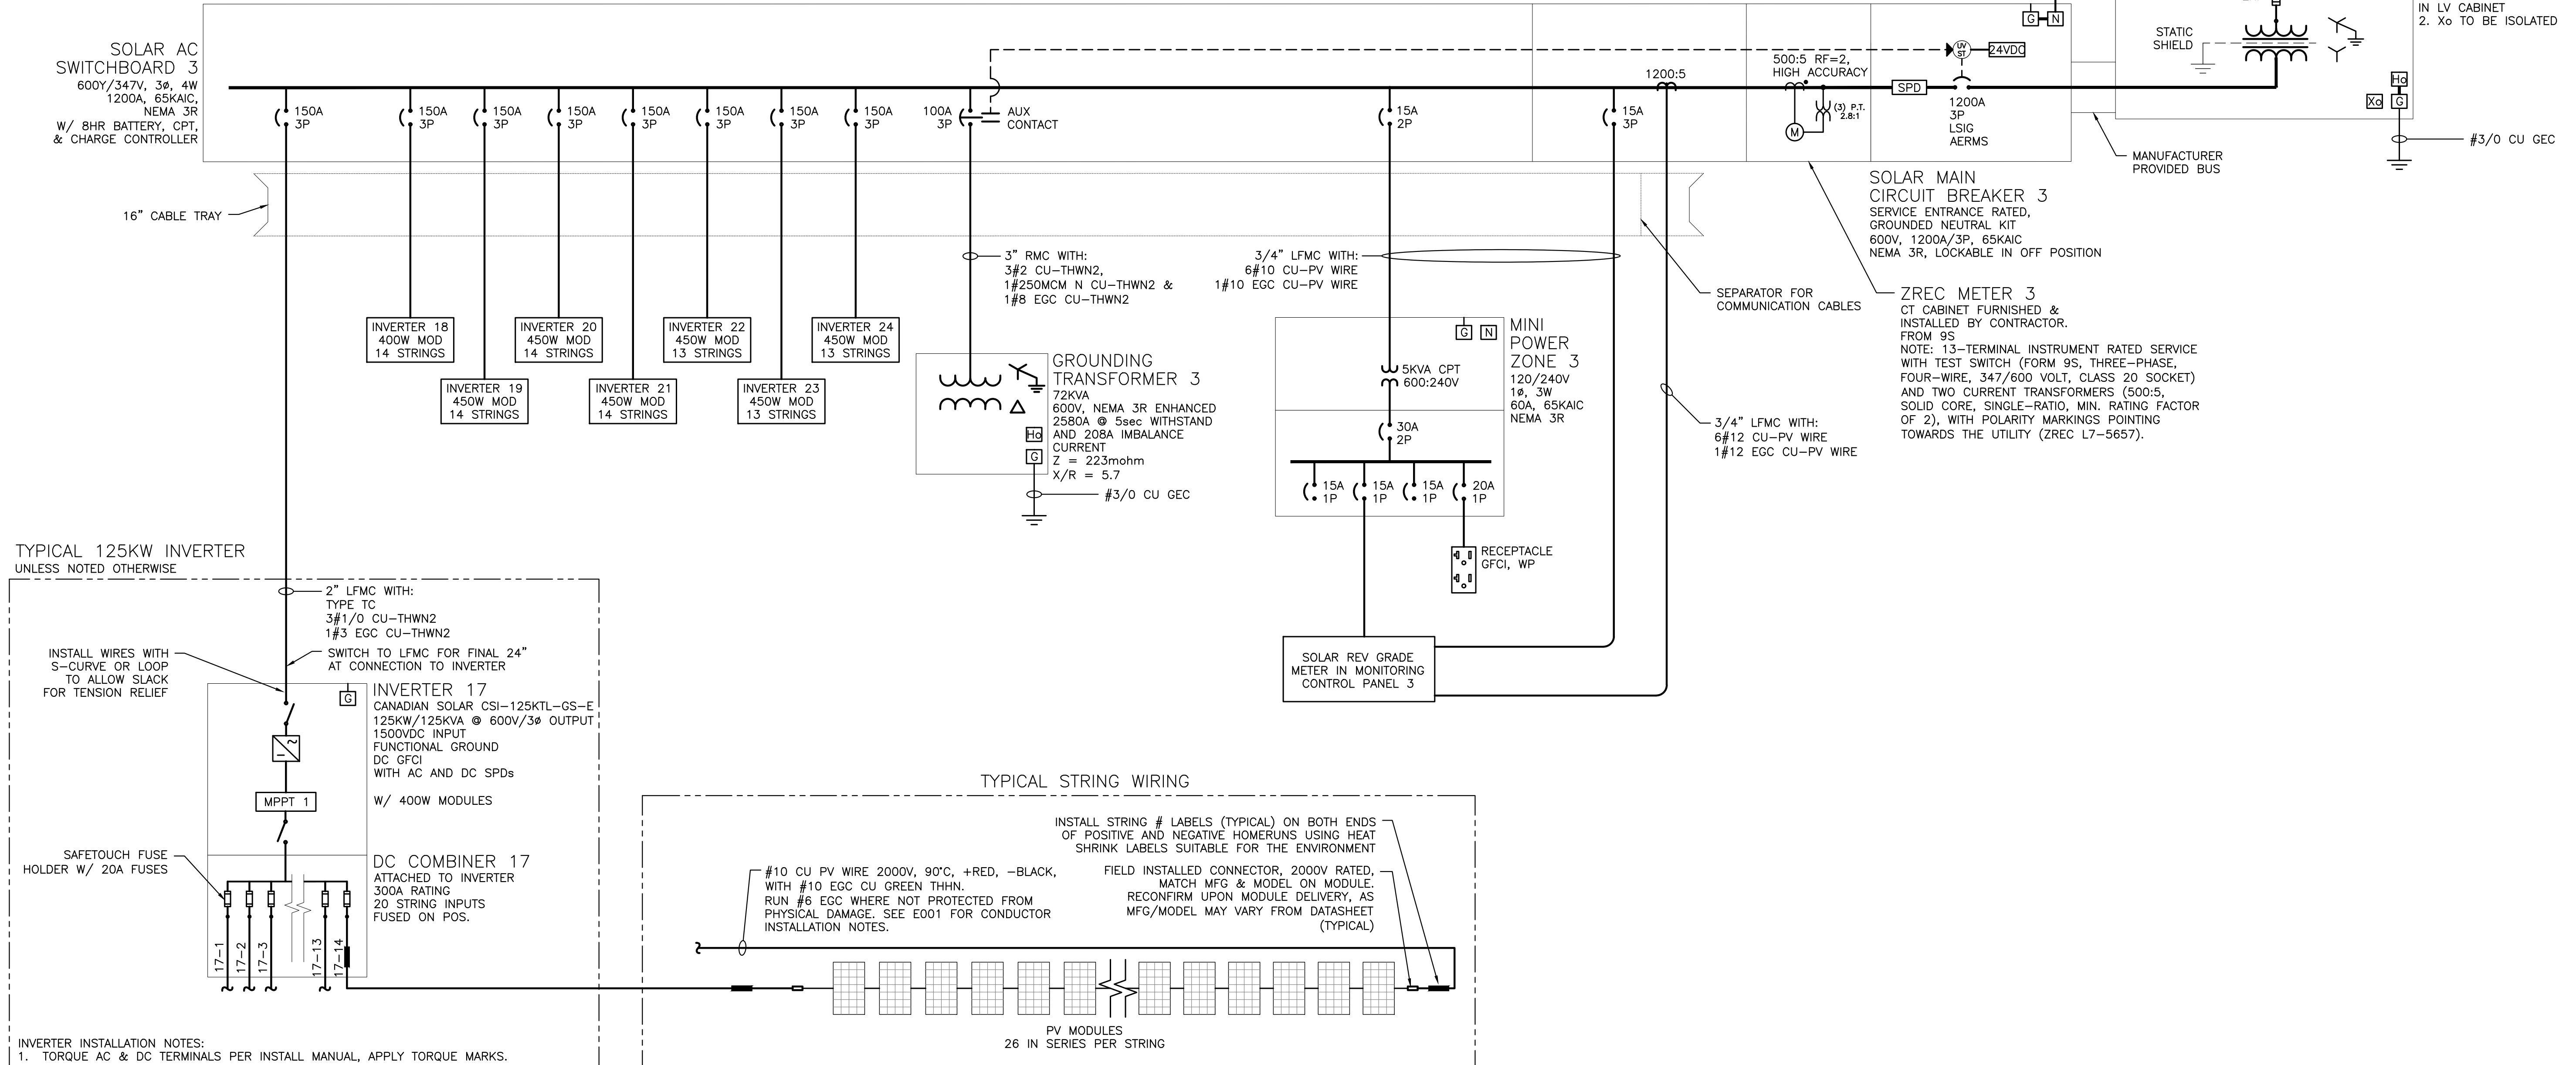 SOLAR AC
SWITCHBOARD 3
600Y/347V, 3ø, 4W
1200A, 65KAIC,
NEMA 3R
W/ 8HR BATTERY, CPT,
& CHARGE CONTROLLER
150A
3P
150A
3P
150A
3P
150A
3P
150A
3P
150A
3P
150A
3P
150A
3P
100A
3P
AUX
CONTACT
15A
2P
15A
3P
1200:5
500:5 RF=2,
HIGH ACCURACY
M
(3) P.T.
2.8:1
SPD
UV
ST
24VDC
1200A
3P
LSIG
AERMS
G
N
STATIC
SHIELD
IN LV CABINET
2. Xo TO BE ISOLATED
Ho
Xo
G
#3/0 CU GEC
MANUFACTURER
PROVIDED BUS
16" CABLE TRAY
SOLAR MAIN
CIRCUIT BREAKER 3
SERVICE ENTRANCE RATED,
GROUNDED NEUTRAL KIT
600V, 1200A/3P, 65KAIC
NEMA 3R, LOCKABLE IN OFF POSITION
3" RMC WITH:
3#2 CU-THWN2,
1#250MCM N CU-THWN2 &
1#8 EGC CU-THWN2
3/4" LFMC WITH:
6#10 CU-PV WIRE
1#10 EGC CU-PV WIRE
SEPARATOR FOR
COMMUNICATION CABLES
ZREC METER 3
CT CABINET FURNISHED &
INSTALLED BY CONTRACTOR.
FROM 9S
NOTE: 13-TERMINAL INSTRUMENT RATED SERVICE
WITH TEST SWITCH (FORM 9S, THREE-PHASE,
FOUR-WIRE, 347/600 VOLT, CLASS 20 SOCKET)
AND TWO CURRENT TRANSFORMERS (500:5,
SOLID CORE, SINGLE-RATIO, MIN. RATING FACTOR
OF 2), WITH POLARITY MARKINGS POINTING
TOWARDS THE UTILITY (ZREC L7-5657).
INVERTER 18
400W MOD
14 STRINGS
INVERTER 20
450W MOD
14 STRINGS
INVERTER 22
450W MOD
13 STRINGS
INVERTER 24
450W MOD
13 STRINGS
INVERTER 19
450W MOD
14 STRINGS
INVERTER 21
450W MOD
14 STRINGS
INVERTER 23
450W MOD
13 STRINGS
GROUNDING
TRANSFORMER 3
72KVA
600V, NEMA 3R ENHANCED
2580A @ 5sec WITHSTAND
AND 208A IMBALANCE
CURRENT
Z = 223mohm
X/R = 5.7
Ho
G
#3/0 CU GEC
G
N
MINI
POWER
ZONE 3
120/240V
1ø, 3W
60A, 65KAIC
NEMA 3R
5KVA CPT
600:240V
30A
2P
15A
1P
15A
1P
15A
1P
20A
1P
RECEPTACLE
GFCI, WP
3/4" LFMC WITH:
6#12 CU-PV WIRE
1#12 EGC CU-PV WIRE
SOLAR REV GRADE
METER IN MONITORING
CONTROL PANEL 3
TYPICAL 125KW INVERTER
UNLESS NOTED OTHERWISE
2" LFMC WITH:
TYPE TC
3#1/0 CU-THWN2
1#3 EGC CU-THWN2
INSTALL WIRES WITH
S-CURVE OR LOOP
TO ALLOW SLACK
FOR TENSION RELIEF
SWITCH TO LFMC FOR FINAL 24"
AT CONNECTION TO INVERTER
G
INVERTER 17
CANADIAN SOLAR CSI-125KTL-GS-E
125KW/125KVA @ 600V/3ø OUTPUT
1500VDC INPUT
FUNCTIONAL GROUND
DC GFCI
WITH AC AND DC SPDs
W/ 400W MODULES
MPPT 1
SAFETOUCH FUSE
HOLDER W/ 20A FUSES
DC COMBINER 17
ATTACHED TO INVERTER
300A RATING
20 STRING INPUTS
FUSED ON POS.
17-1
17-2
17-3
17-13
17-14
INVERTER INSTALLATION NOTES:
1. TORQUE AC & DC TERMINALS PER INSTALL MANUAL, APPLY TORQUE MARKS.
TYPICAL STRING WIRING
INSTALL STRING # LABELS (TYPICAL) ON BOTH ENDS
OF POSITIVE AND NEGATIVE HOMERUNS USING HEAT
SHRINK LABELS SUITABLE FOR THE ENVIRONMENT
#10 CU PV WIRE 2000V, 90°C, +RED, -BLACK,
WITH #10 EGC CU GREEN THHN.
RUN #6 EGC WHERE NOT PROTECTED FROM
PHYSICAL DAMAGE. SEE E001 FOR CONDUCTOR
INSTALLATION NOTES.
FIELD INSTALLED CONNECTOR, 2000V RATED,
MATCH MFG & MODEL ON MODULE.
RECONFIRM UPON MODULE DELIVERY, AS
MFG/MODEL MAY VARY FROM DATASHEET
(TYPICAL)
PV MODULES
26 IN SERIES PER STRING